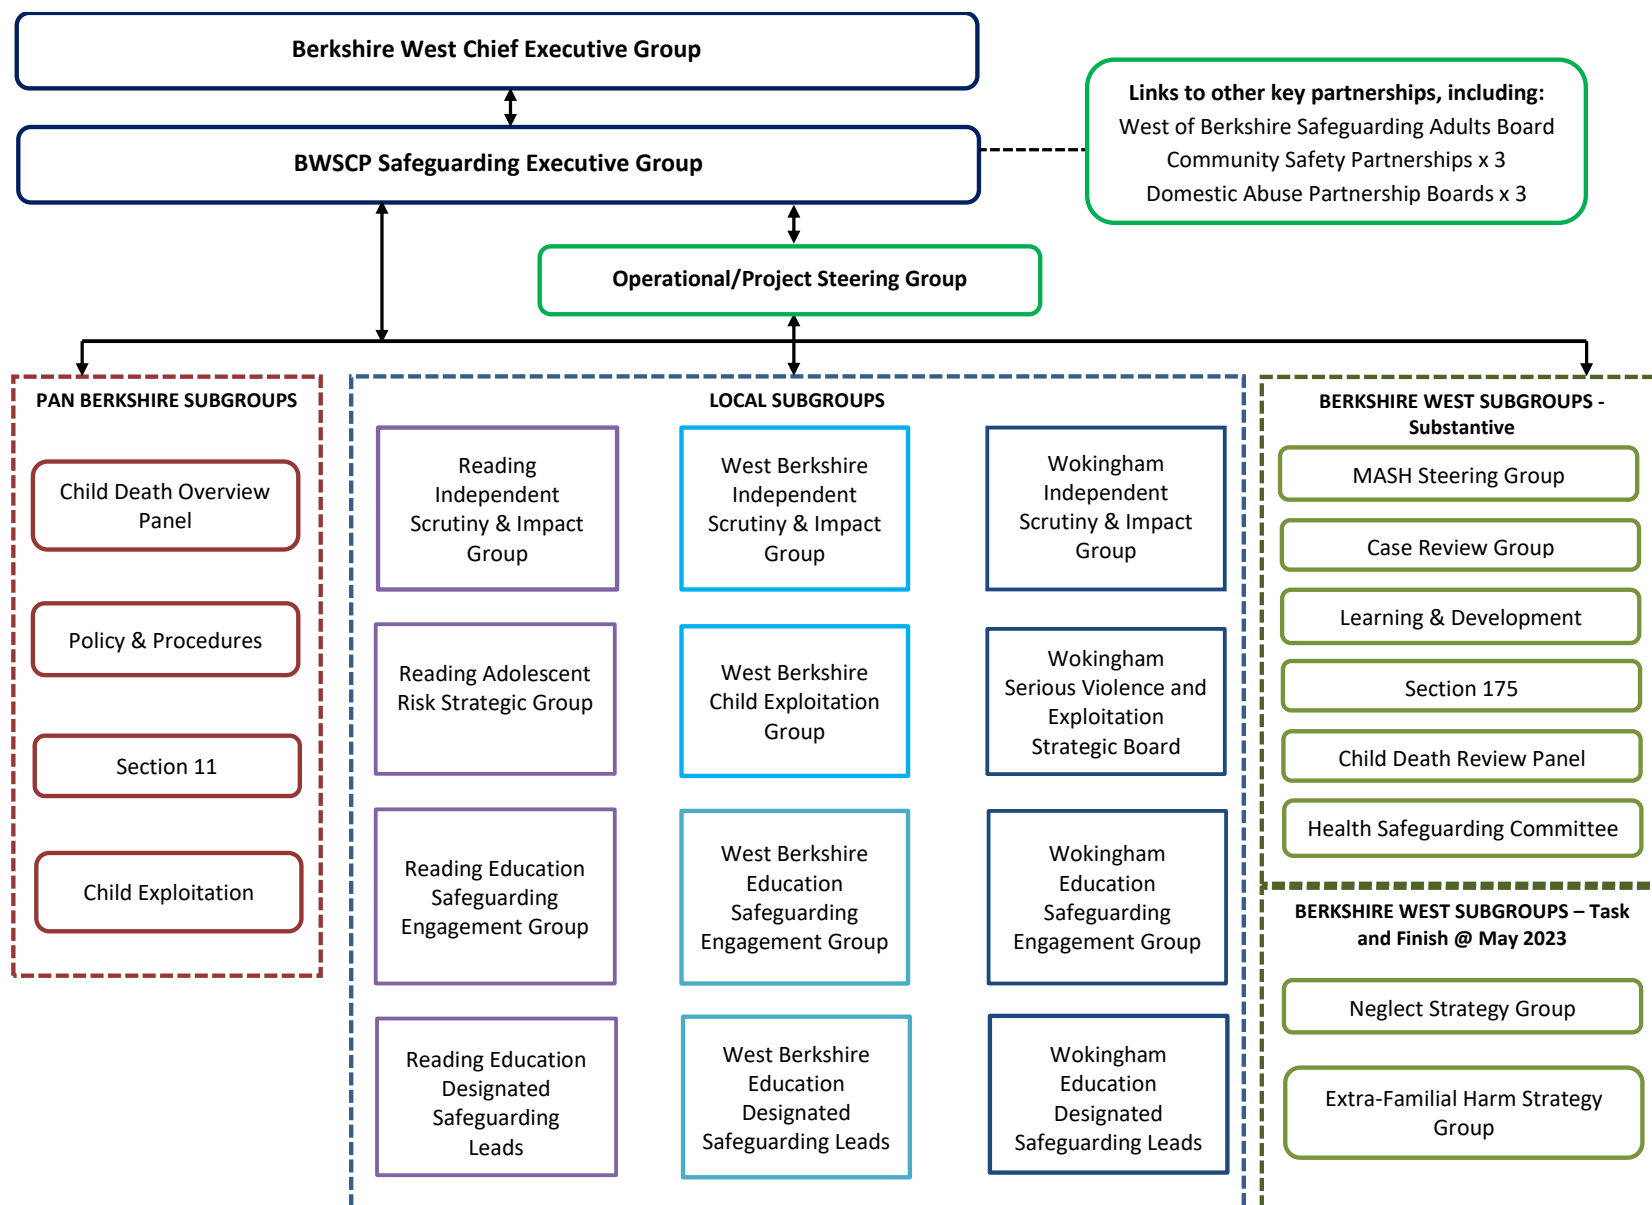 Berkshire West Chief Executive Group
BWSCP Safeguarding Executive Group
Links to other key partnerships, including:
West of Berkshire Safeguarding Adults Board
Community Safety Partnerships x 3
Domestic Abuse Partnership Boards x 3
Operational/Project Steering Group
PAN BERKSHIRE SUBGROUPS
Child Death Overview
Panel
Policy & Procedures
Section 11
Child Exploitation
LOCAL SUBGROUPS
Reading
Independent
Scrutiny & Impact
Group
West Berkshire
Independent
Scrutiny & Impact
Group
Wokingham
Independent
Scrutiny & Impact
Group
Reading Adolescent
Risk Strategic Group
West Berkshire
Child Exploitation
Group
Wokingham
Serious Violence and
Exploitation
Strategic Board
Reading Education
Safeguarding
Engagement Group
West Berkshire
Education
Safeguarding
Engagement Group
Wokingham
Education
Safeguarding
Engagement Group
Reading Education
Designated
Safeguarding
Leads
West Berkshire
Education
Designated
Safeguarding Leads
Wokingham
Education
Designated
Safeguarding Leads
BERKSHIRE WEST SUBGROUPS -
Substantive
MASH Steering Group
Case Review Group
Learning & Development
Section 175
Child Death Review Panel
Health Safeguarding Committee
BERKSHIRE WEST SUBGROUPS – Task
and Finish @ May 2023
Neglect Strategy Group
Extra-Familial Harm Strategy
Group